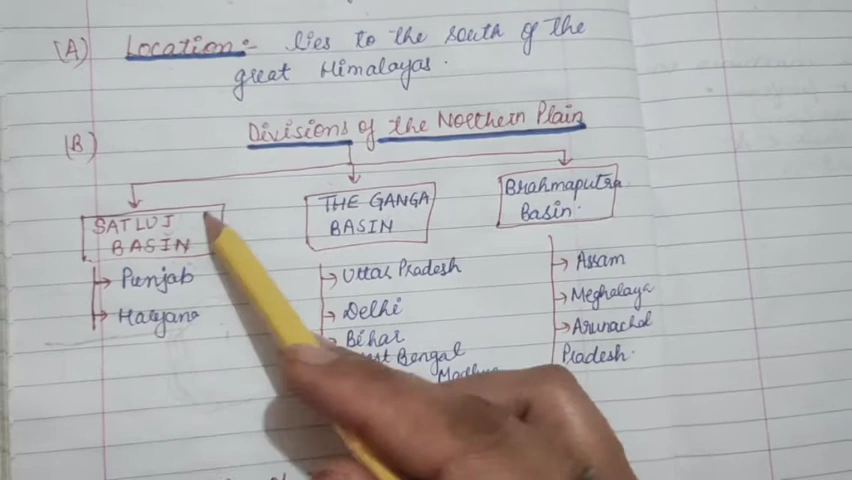 (A) Location:- lies to the south of the
great Himalayas.
(B) Divisions of the Northern Plain
SATLUJ
BASIN
Punjab
Haryana
THE GANGA
BASIN
Uttar Pradesh
Delhi
Bihar
Bengal
Brahmaputra
Basin.
Assam
Meghalaya
Arunachal
Pradesh.